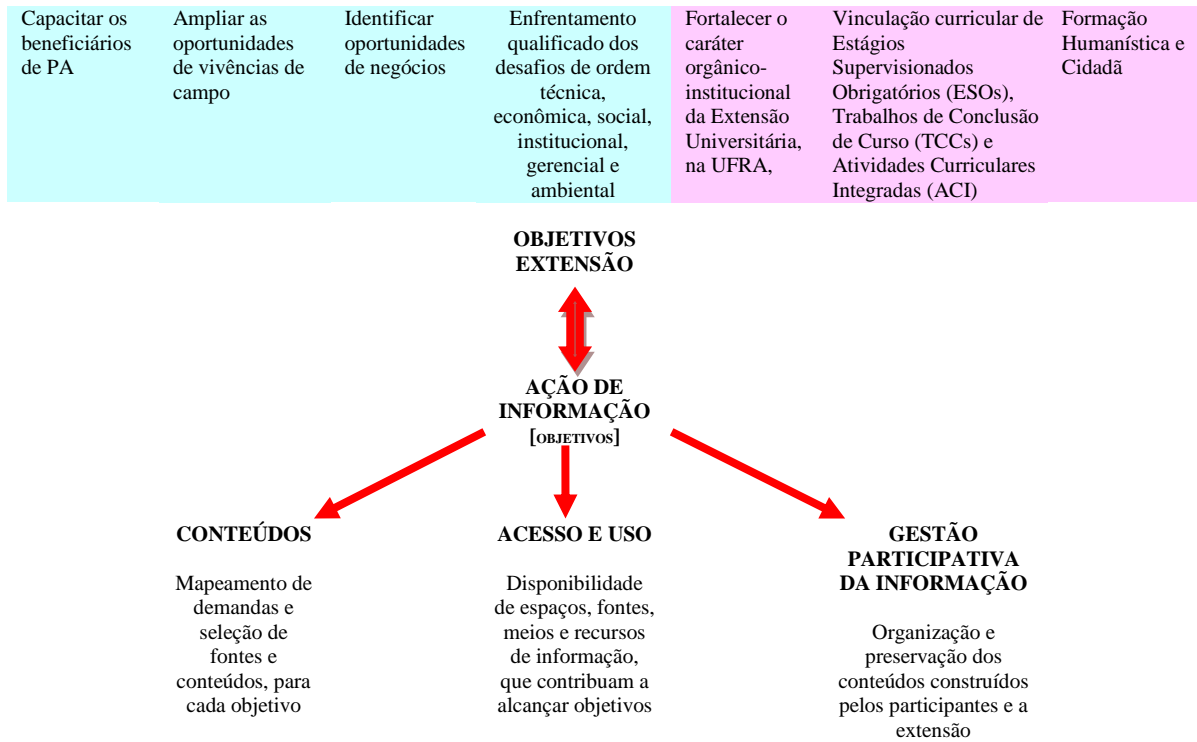 Capacitar os
beneficiários
de PA
Ampliar as
oportunidades
de vivências de
campo
Identificar
oportunidades
de negócios
Enfrentamento
qualificado dos
desafios de ordem
técnica,
econômica, social,
institucional,
gerencial e
ambiental
Fortalecer o
caráter
orgânico-
institucional
da Extensão
Universitária,
na UFRA,
Vinculação curricular de
Estágios
Supervisionados
Obrigatórios (ESOs),
Trabalhos de Conclusão
de Curso (TCCs) e
Atividades Curriculares
Integradas (ACI)
Formação
Humanística e
Cidadã
OBJETIVOS
EXTENSÃO
AÇÃO DE
INFORMAÇÃO
[OBJETIVOS]
CONTEÚDOS
Mapeamento de
demandas e
seleção de
fontes e
conteúdos, para
cada objetivo
ACESSO E USO
Disponibilidade
de espaços, fontes,
meios e recursos
de informação,
que contribuam a
alcançar objetivos
GESTÃO
PARTICIPATIVA
DA INFORMAÇÃO
Organização e
preservação dos
conteúdos construídos
pelos participantes e a
extensão